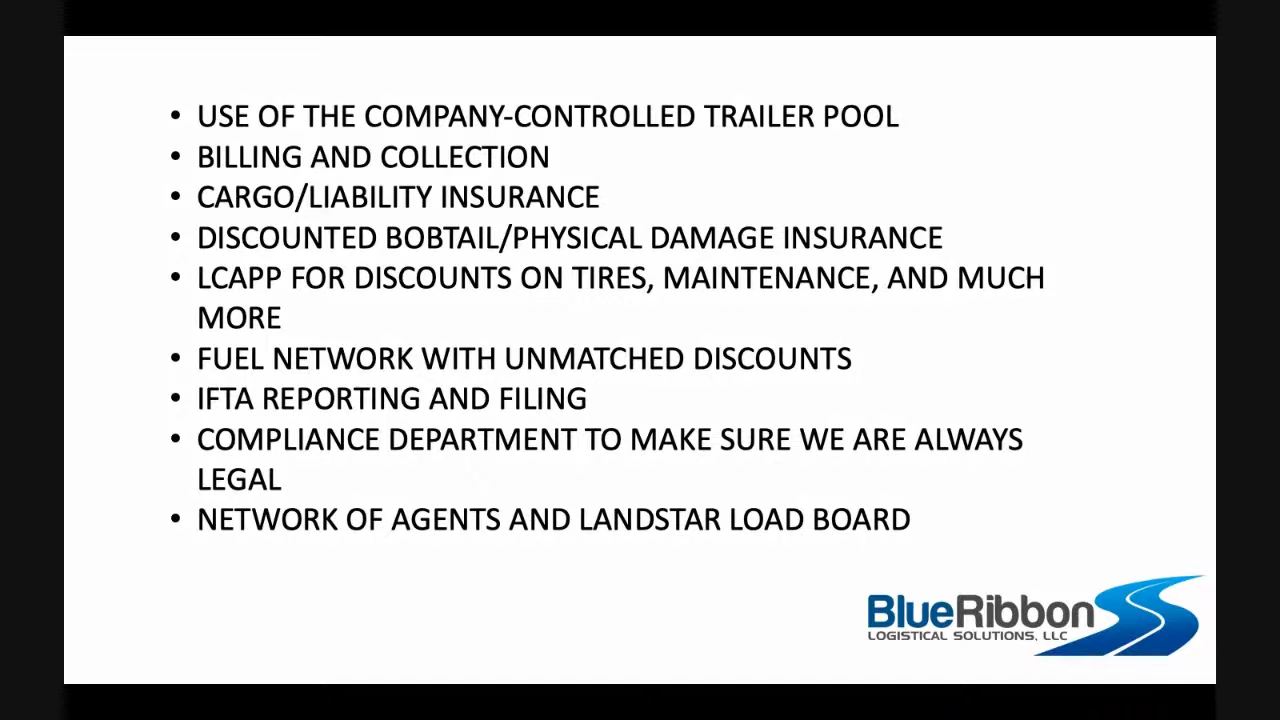 • USE OF THE COMPANY-CONTROLLED TRAILER POOL
• BILLING AND COLLECTION
• CARGO/LIABILITY INSURANCE
• DISCOUNTED BOBTAIL/PHYSICAL DAMAGE INSURANCE
• LCAPP FOR DISCOUNTS ON TIRES, MAINTENANCE, AND MUCH
MORE
• FUEL NETWORK WITH UNMATCHED DISCOUNTS
• IFTA REPORTING AND FILING
• COMPLIANCE DEPARTMENT TO MAKE SURE WE ARE ALWAYS
LEGAL
• NETWORK OF AGENTS AND LANDSTAR LOAD BOARD
BlueRibbon
LOGISTICAL SOLUTIONS, LLC